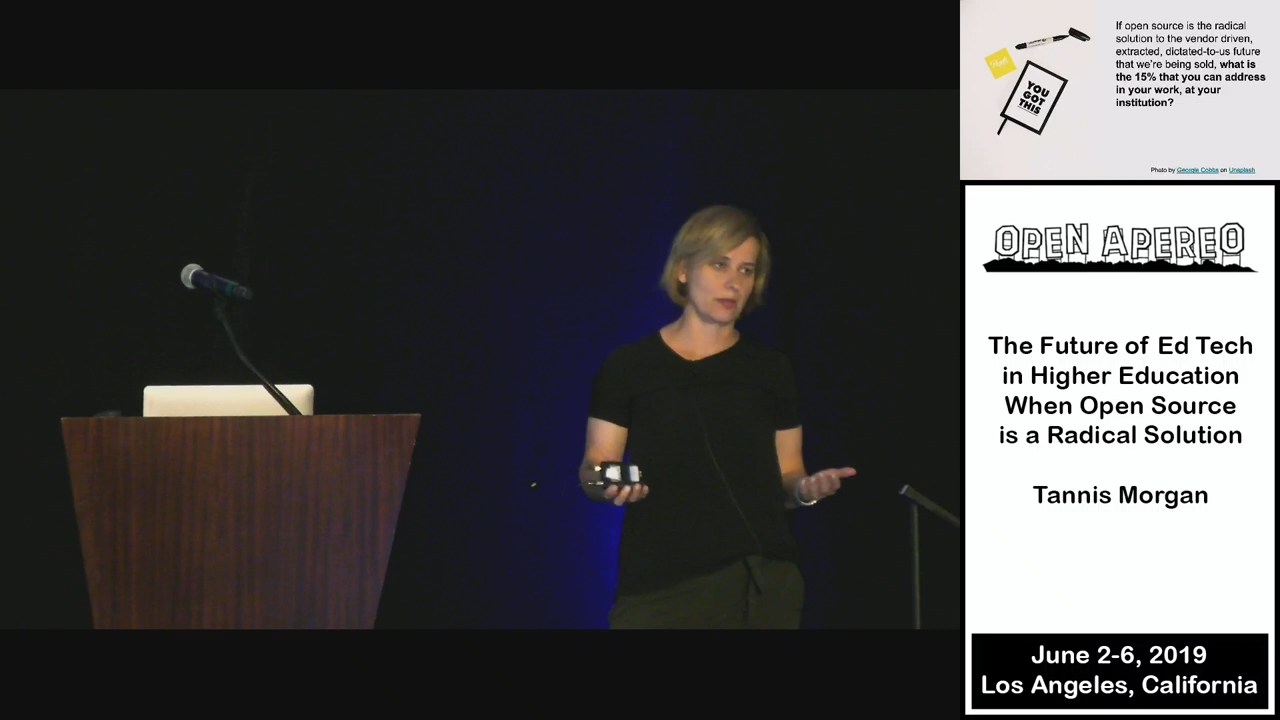 If open source is the radical
solution to the vendor driven,
extracted, dictated-to-us future
that we're being sold, what is
the 15% that you can address
in your work, at your
institution?
YOU
GOT
THIS
Photo by Georgie Cobbs on Unsplash
OPEN APEREO
The Future of Ed Tech
in Higher Education
When Open Source
is a Radical Solution
Tannis Morgan
June 2-6, 2019
Los Angeles, California